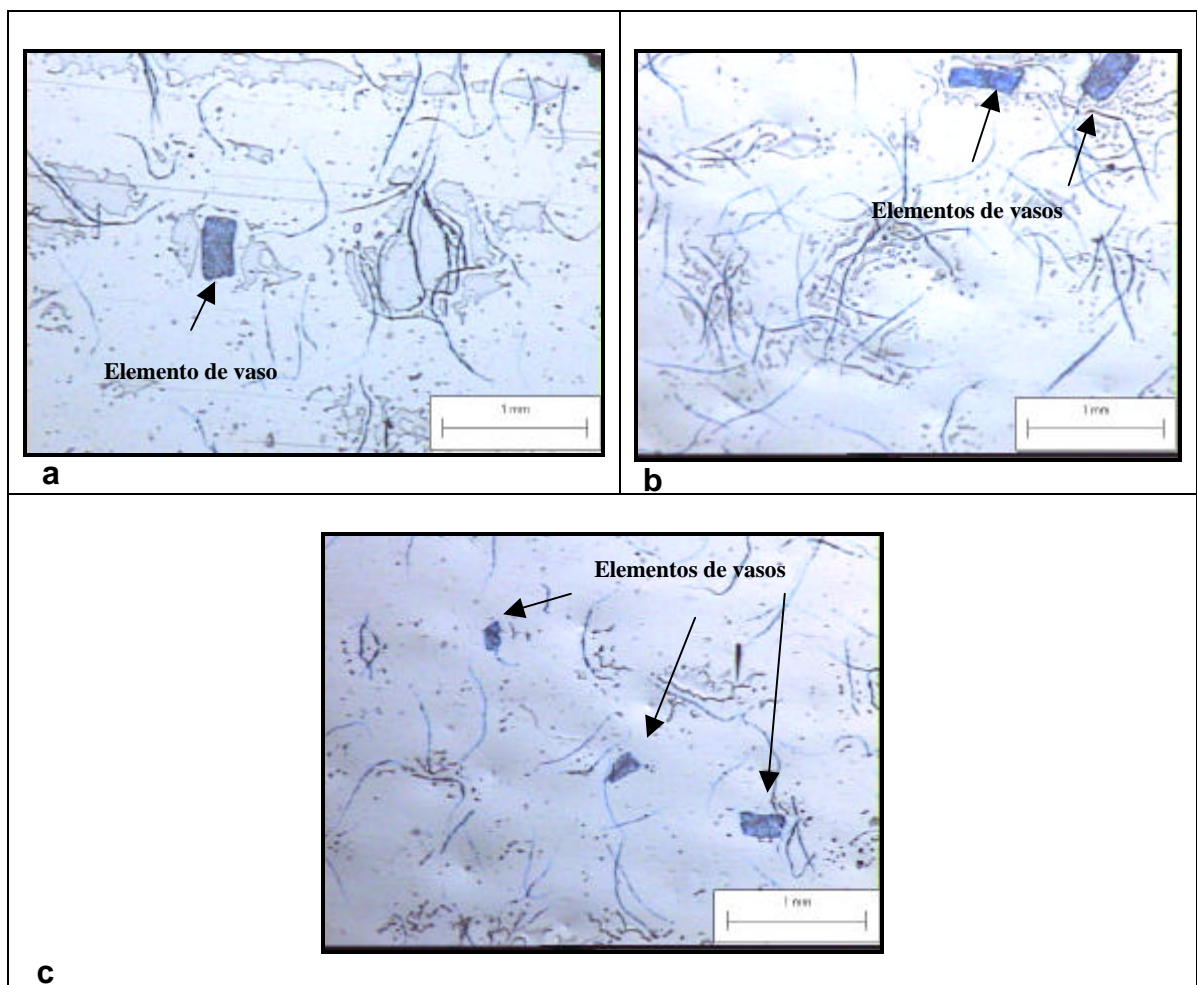 Elemento de vaso
1 mm
a
Elementos de vasos
1 mm
b
Elementos de vasos
1 mm
c